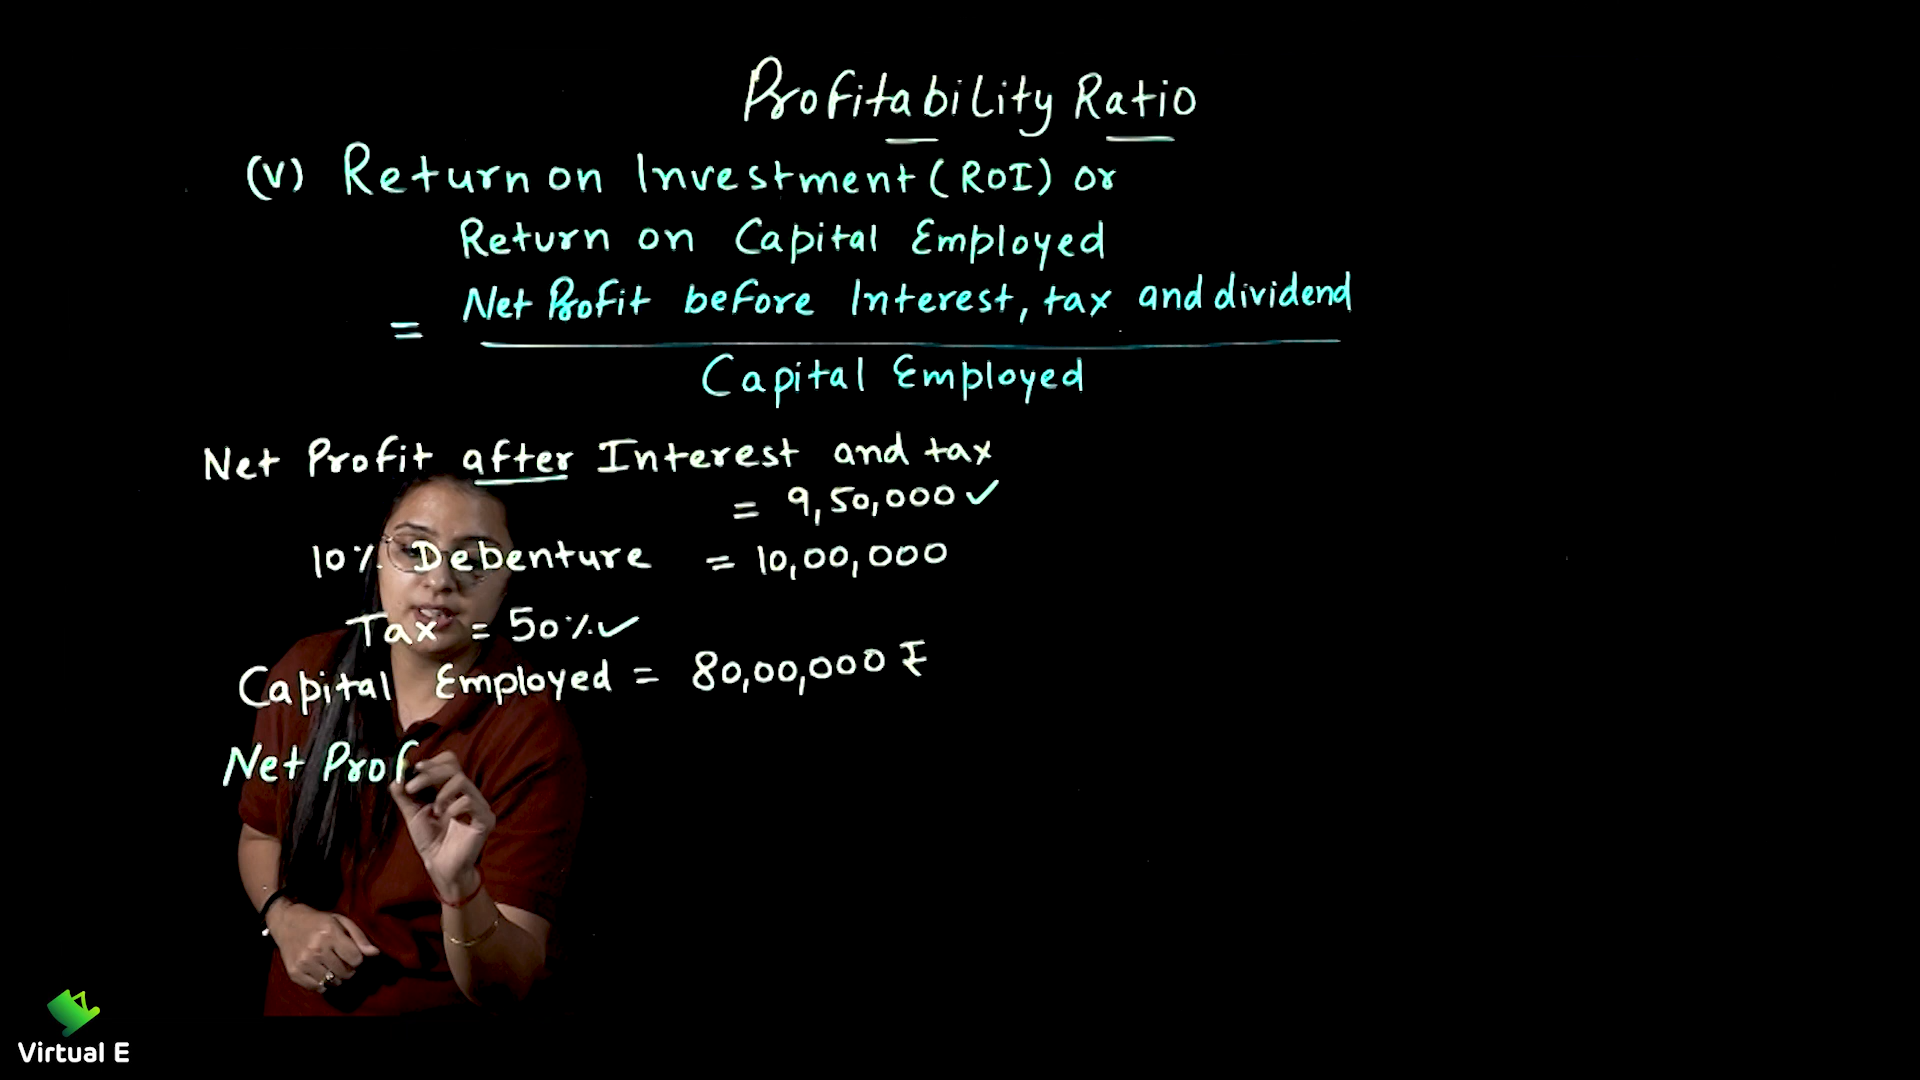 Profitability Ratio
(V) Return on Investment (ROI) or
Return on Capital Employed
= Net Profit before Interest, tax and dividend
Capital Employed
Net Profit after Interest and tax
= 9,50,000 ✓
10% Debenture = 10,00,000
Tax = 50% ✓
Capital Employed = 80,00,000 ₹
Net Prof
Virtual E